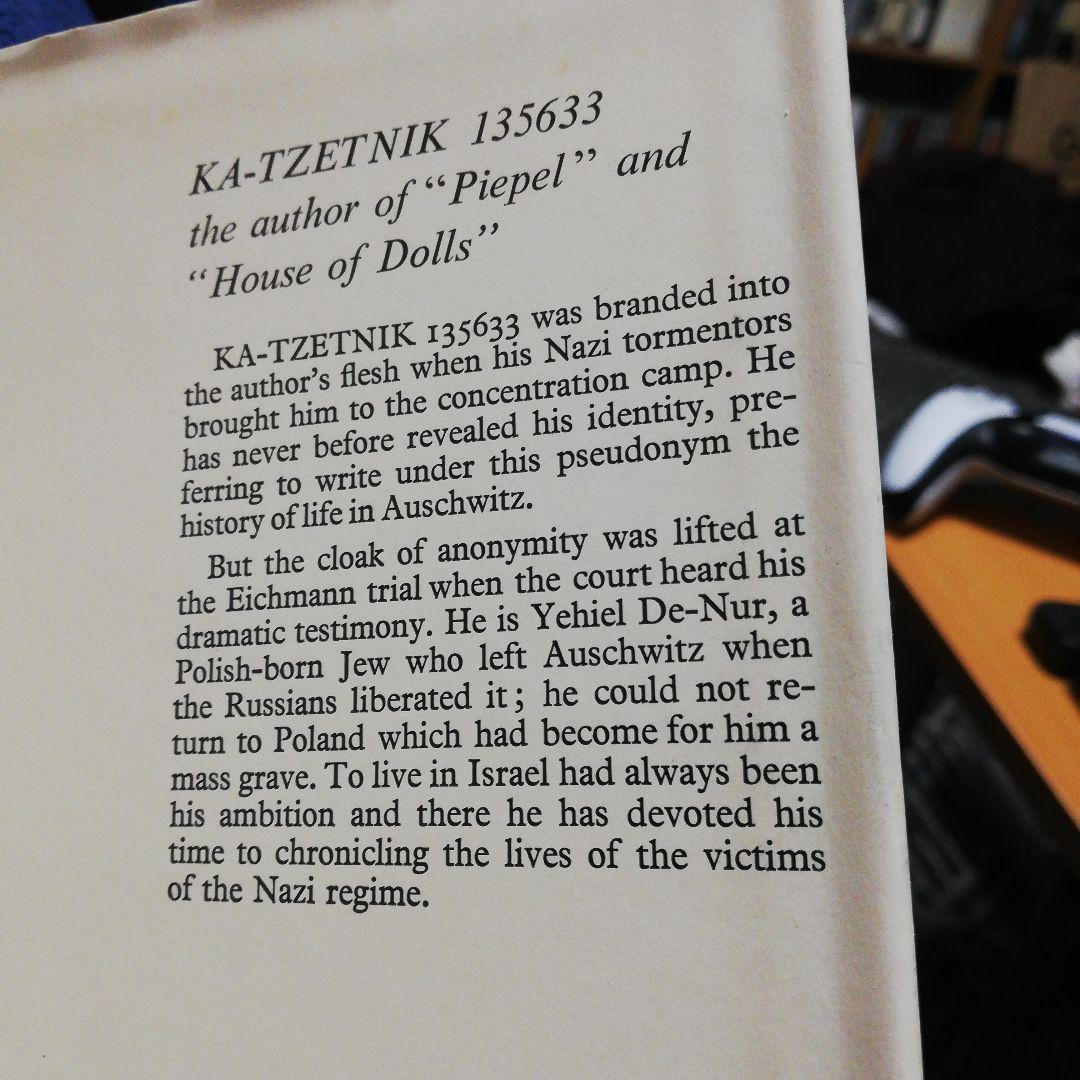 KA-TZETNIK 135633
the author of “Piepel” and
“House of Dolls”
KA-TZETNIK 135633 was branded into
the author’s flesh when his Nazi tormentors
brought him to the concentration camp. He
has never before revealed his identity, pre-
ferring to write under this pseudonym the
history of life in Auschwitz.
But the cloak of anonymity was lifted at
the Eichmann trial when the court heard his
dramatic testimony. He is Yehiel De-Nur, a
Polish-born Jew who left Auschwitz when
the Russians liberated it; he could not re-
turn to Poland which had become for him a
mass grave. To live in Israel had always been
his ambition and there he has devoted his
time to chronicling the lives of the victims
of the Nazi regime.